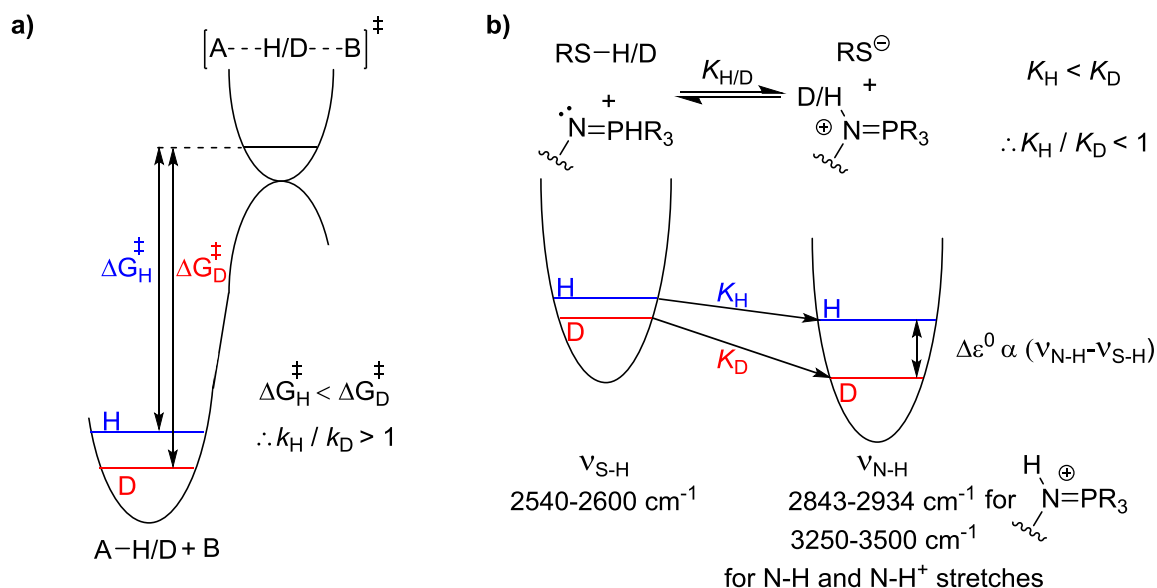 a)
[A---H/D---B]‡
ΔG‡H
ΔG‡D
ΔG‡H < ΔG‡D
∴ kH / kD > 1
H
D
A–H/D + B
b)
RS–H/D
+
N=PHR3
KH/D
RS⊖
+
D/H
⊕ N=PR3
KH < KD
∴ KH / KD < 1
H
D
KH
KD
H
D
Δε0 α (νN-H-νS-H)
νS-H
2540-2600 cm-1
νN-H
2843-2934 cm-1 for
3250-3500 cm-1
for N-H and N-H+ stretches
H
⊕
N=PR3